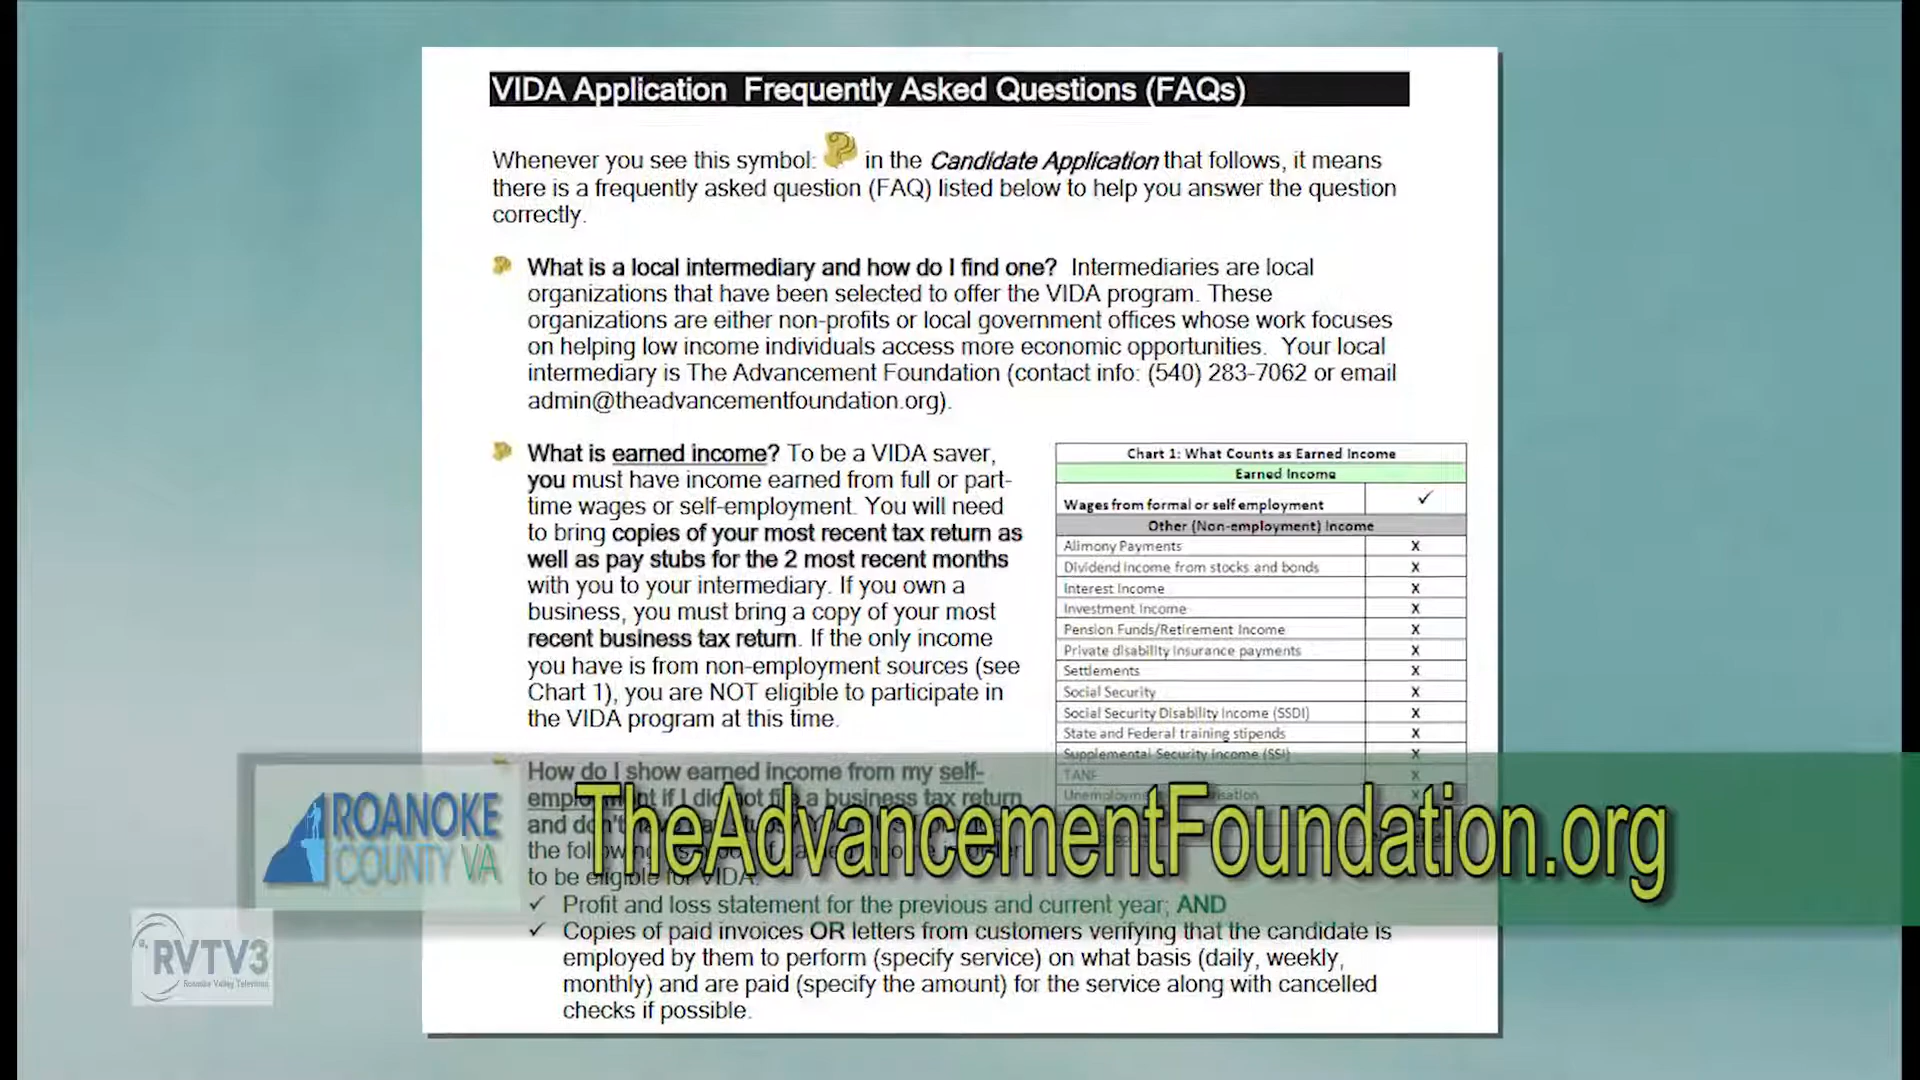 VIDA Application Frequently Asked Questions (FAQs)
Whenever you see this symbol: in the Candidate Application that follows, it means
there is a frequently asked question (FAQ) listed below to help you answer the question
correctly.
What is a local intermediary and how do I find one? Intermediaries are local
organizations that have been selected to offer the VIDA program. These
organizations are either non-profits or local government offices whose work focuses
on helping low income individuals access more economic opportunities. Your local
intermediary is The Advancement Foundation (contact info: (540) 283-7062 or email
admin@theadvancementfoundation.org).
What is earned income? To be a VIDA saver,
you must have income earned from full or part-
time wages or self-employment. You will need
to bring copies of your most recent tax return as
well as pay stubs for the 2 most recent months
with you to your intermediary. If you own a
business, you must bring a copy of your most
recent business tax return. If the only income
you have is from non-employment sources (see
Chart 1), you are NOT eligible to participate in
the VIDA program at this time.
Chart 1: What Counts as Earned Income
Earned Income
Wages from formal or self employment ✓
Other (Non-employment) Income
Alimony Payments X
Dividend income from stocks and bonds X
Interest Income X
Investment Income X
Pension Funds/Retirement Income X
Private disability insurance payments X
Settlements X
Social Security X
Social Security Disability Income (SSDI) X
State and Federal training stipends X
Supplemental Security Income (SSI) X
TANF X
How do I show earned income from my self-
employment if I did not file a business tax return
and don't
the following
to be eligible for VIDA.
✓ Profit and loss statement for the previous and current year; AND
✓ Copies of paid invoices OR letters from customers verifying that the candidate is
employed by them to perform (specify service) on what basis (daily, weekly,
monthly) and are paid (specify the amount) for the service along with cancelled
checks if possible.
ROANOKE
COUNTY VA
TheAdvancementFoundation.org
RVTV3
Roanoke Valley Television